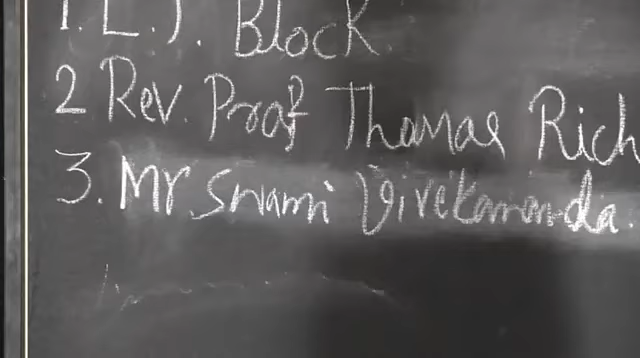 1. L.J. Block
2 Rev. Prof Thomas Rich
3. Mr Swami Vivekananda.